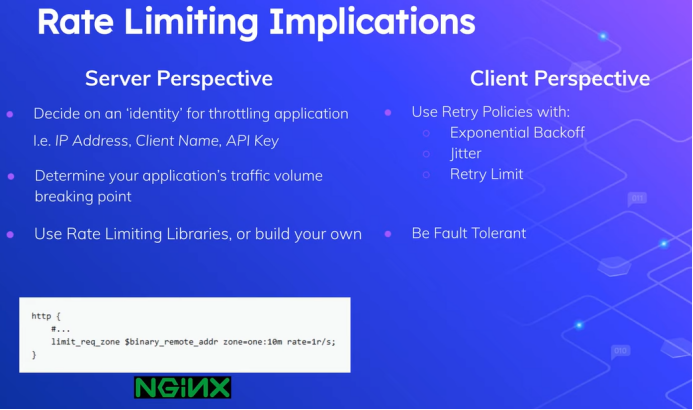 Rate Limiting Implications
Server Perspective
Decide on an 'identity' for throttling application
I.e. IP Address, Client Name, API Key
Determine your application's traffic volume
breaking point
Use Rate Limiting Libraries, or build your own
http {
#...
limit_req_zone $binary_remote_addr zone=one:10m rate=1r/s;
}
NGINX
Client Perspective
Use Retry Policies with:
Exponential Backoff
Jitter
Retry Limit
Be Fault Tolerant